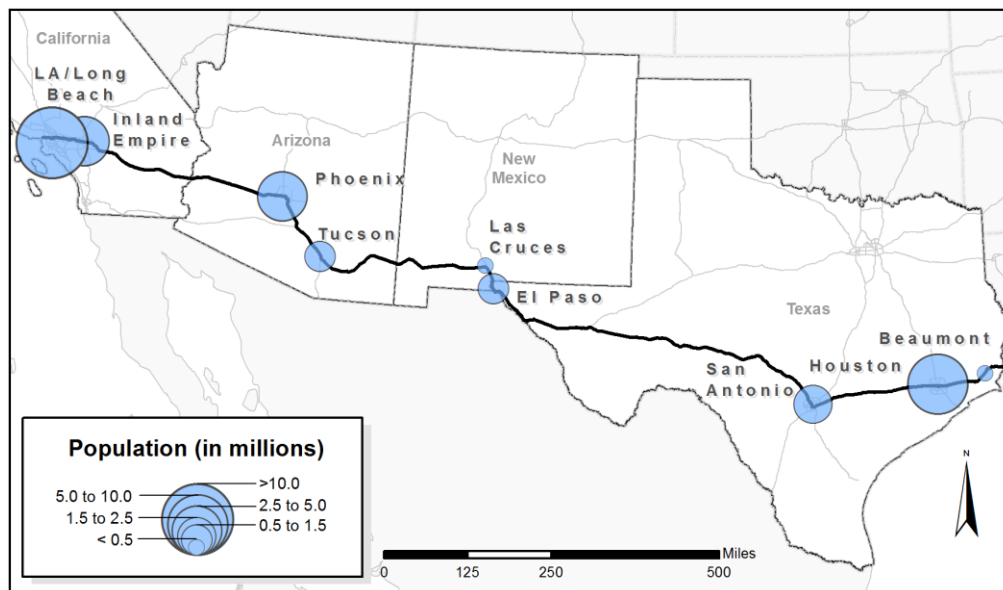 California
LA/Long
Beach
Inland
Empire
Arizona
Phoenix
Tucson
New
Mexico
Las
Cruces
El Paso
Texas
Beaumont
Houston
San
Antonio
Population (in millions)
>10.0
5.0 to 10.0
2.5 to 5.0
1.5 to 2.5
0.5 to 1.5
< 0.5
Miles
0 125 250 500
N